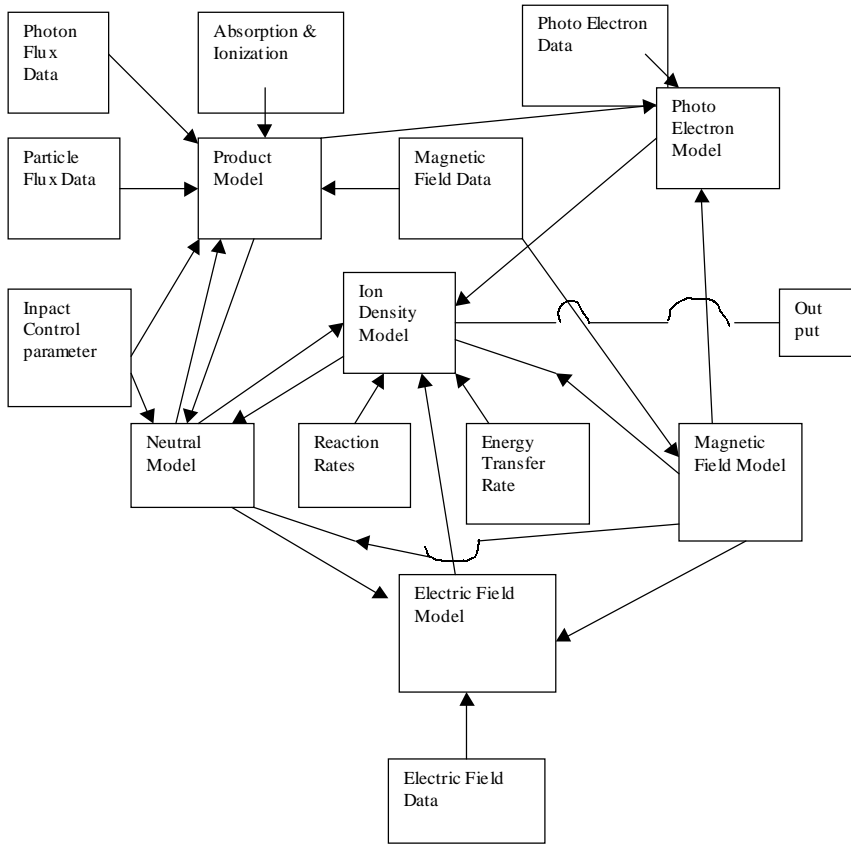 Photon
Flux
Data
Absorption &
Ionization
Photo Electron
Data
Photo
Electron
Model
Particle
Flux Data
Product
Model
Magnetic
Field Data
Inpact
Control
parameter
Ion
Density
Model
Out
put
Neutral
Model
Reaction
Rates
Energy
Transfer
Rate
Magnetic
Field Model
Electric Field
Model
Electric Field
Data